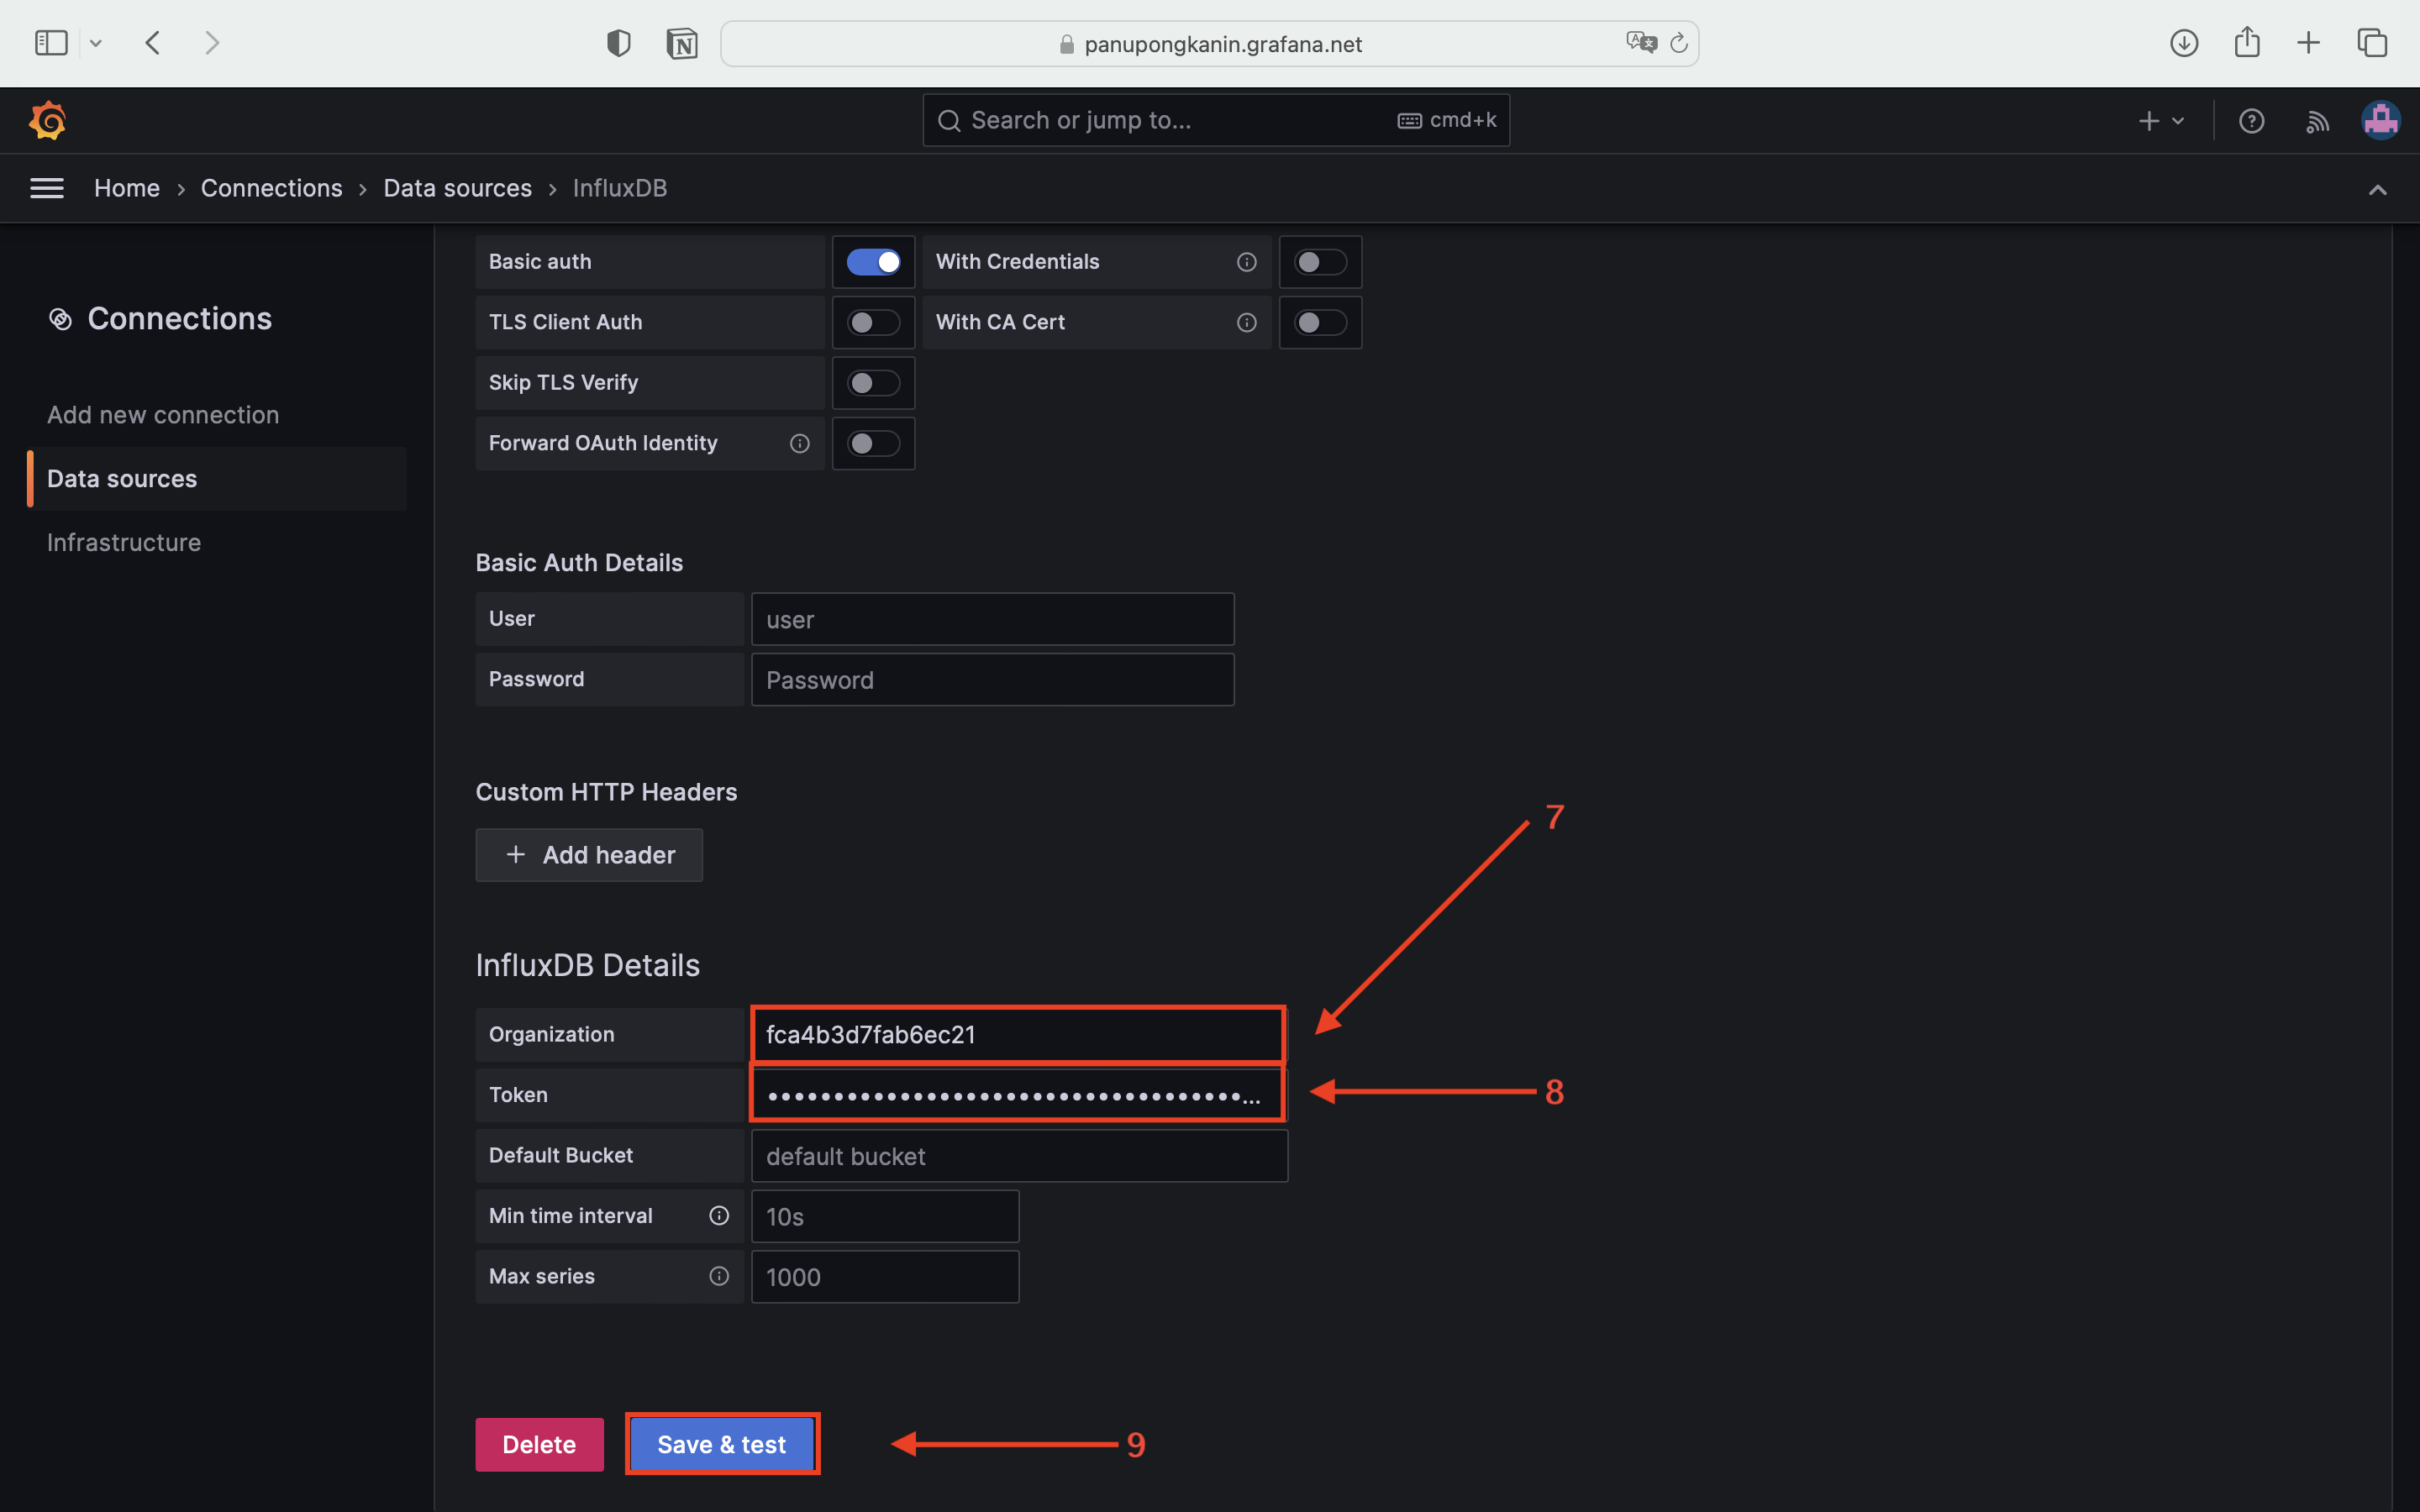 panupongkanin.grafana.net
Search or jump to...
cmd+k
Home › Connections › Data sources › InfluxDB
Connections
Add new connection
Data sources
Infrastructure
Basic auth
With Credentials
TLS Client Auth
With CA Cert
Skip TLS Verify
Forward OAuth Identity
Basic Auth Details
User
user
Password
Password
Custom HTTP Headers
+ Add header
7
InfluxDB Details
Organization
fca4b3d7fab6ec21
Token
••••••••••••••••••••••••••••••••••••...
8
Default Bucket
default bucket
Min time interval
10s
Max series
1000
Delete
Save & test
9